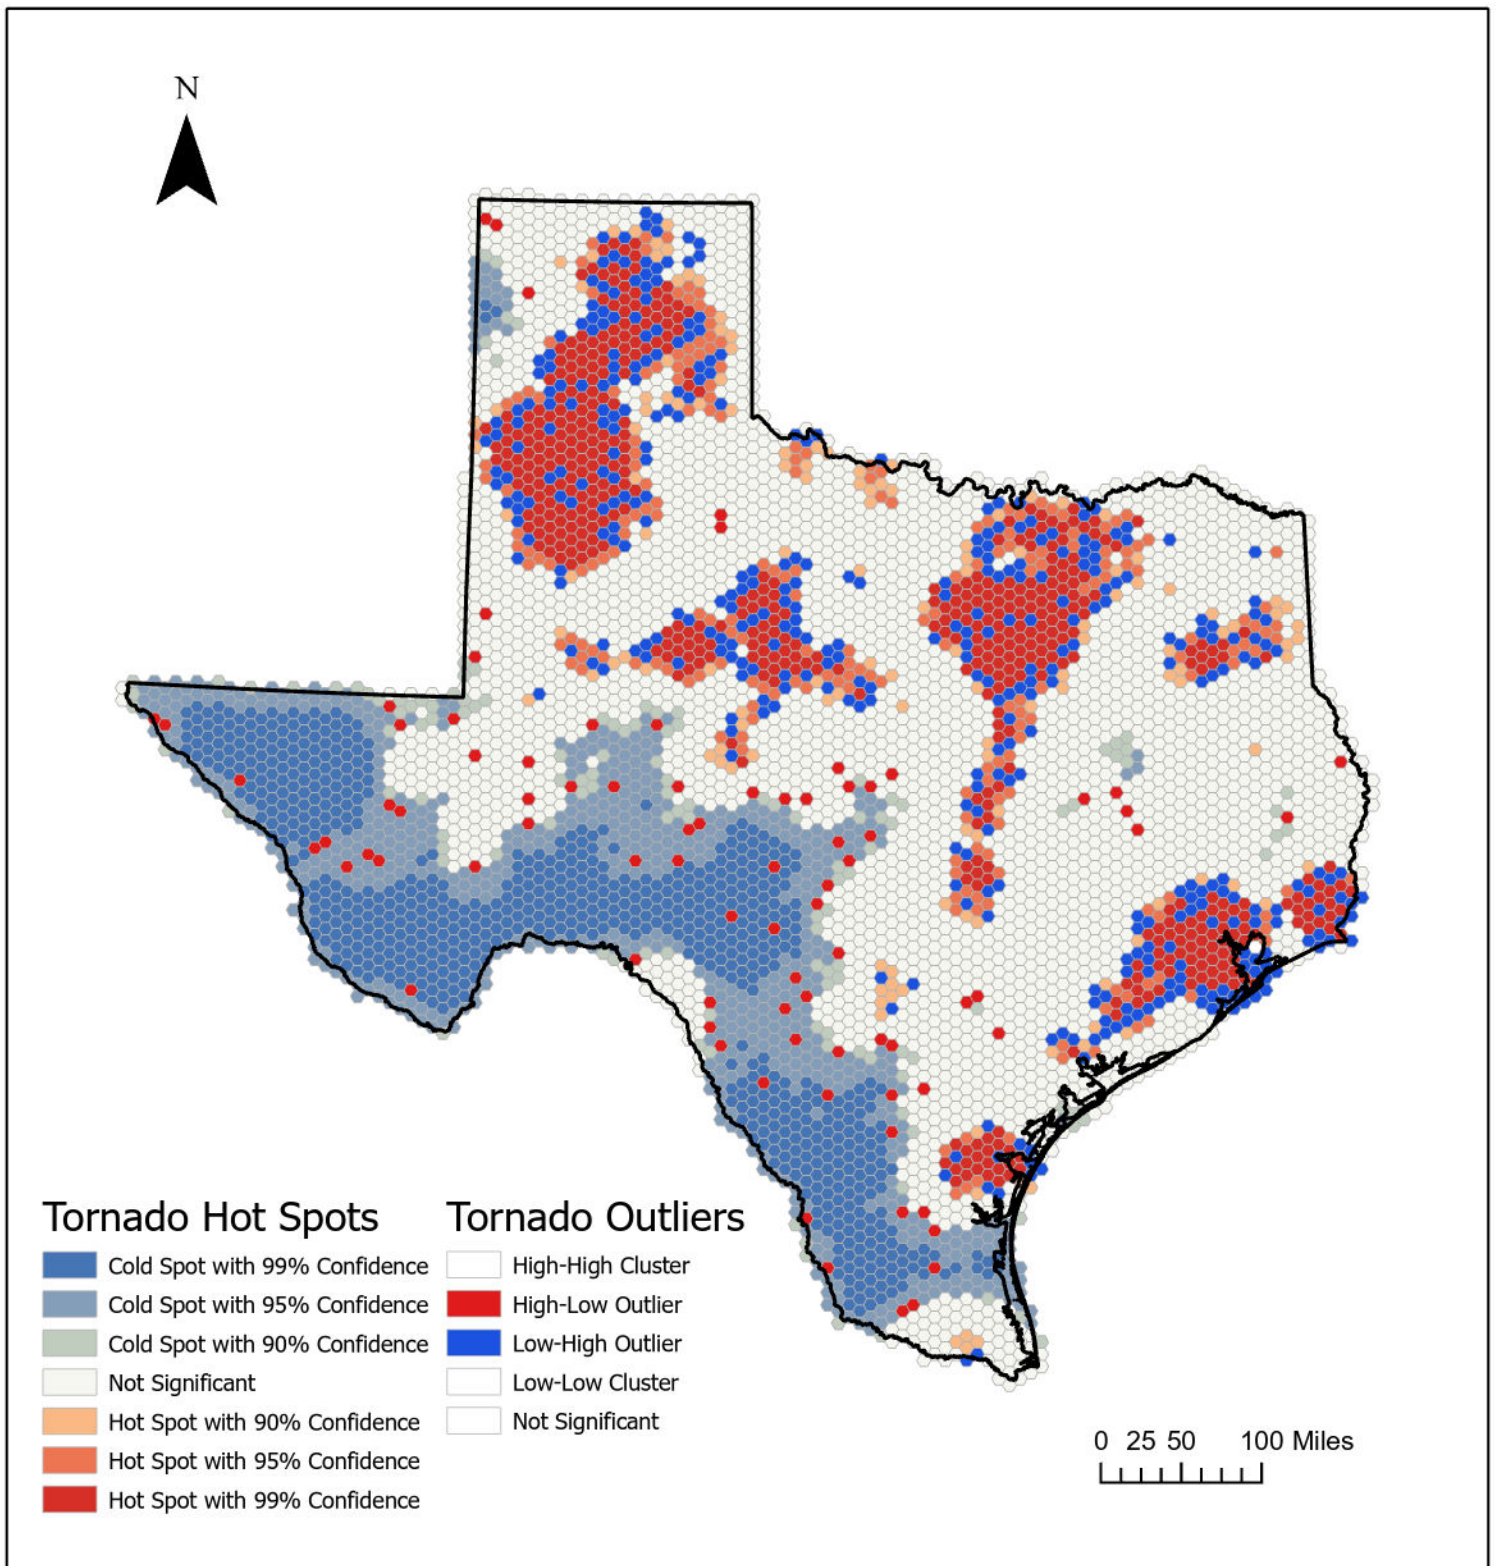 N
Tornado Hot Spots
Cold Spot with 99% Confidence
Cold Spot with 95% Confidence
Cold Spot with 90% Confidence
Not Significant
Hot Spot with 90% Confidence
Hot Spot with 95% Confidence
Hot Spot with 99% Confidence
Tornado Outliers
High-High Cluster
High-Low Outlier
Low-High Outlier
Low-Low Cluster
Not Significant
0 25 50 100 Miles